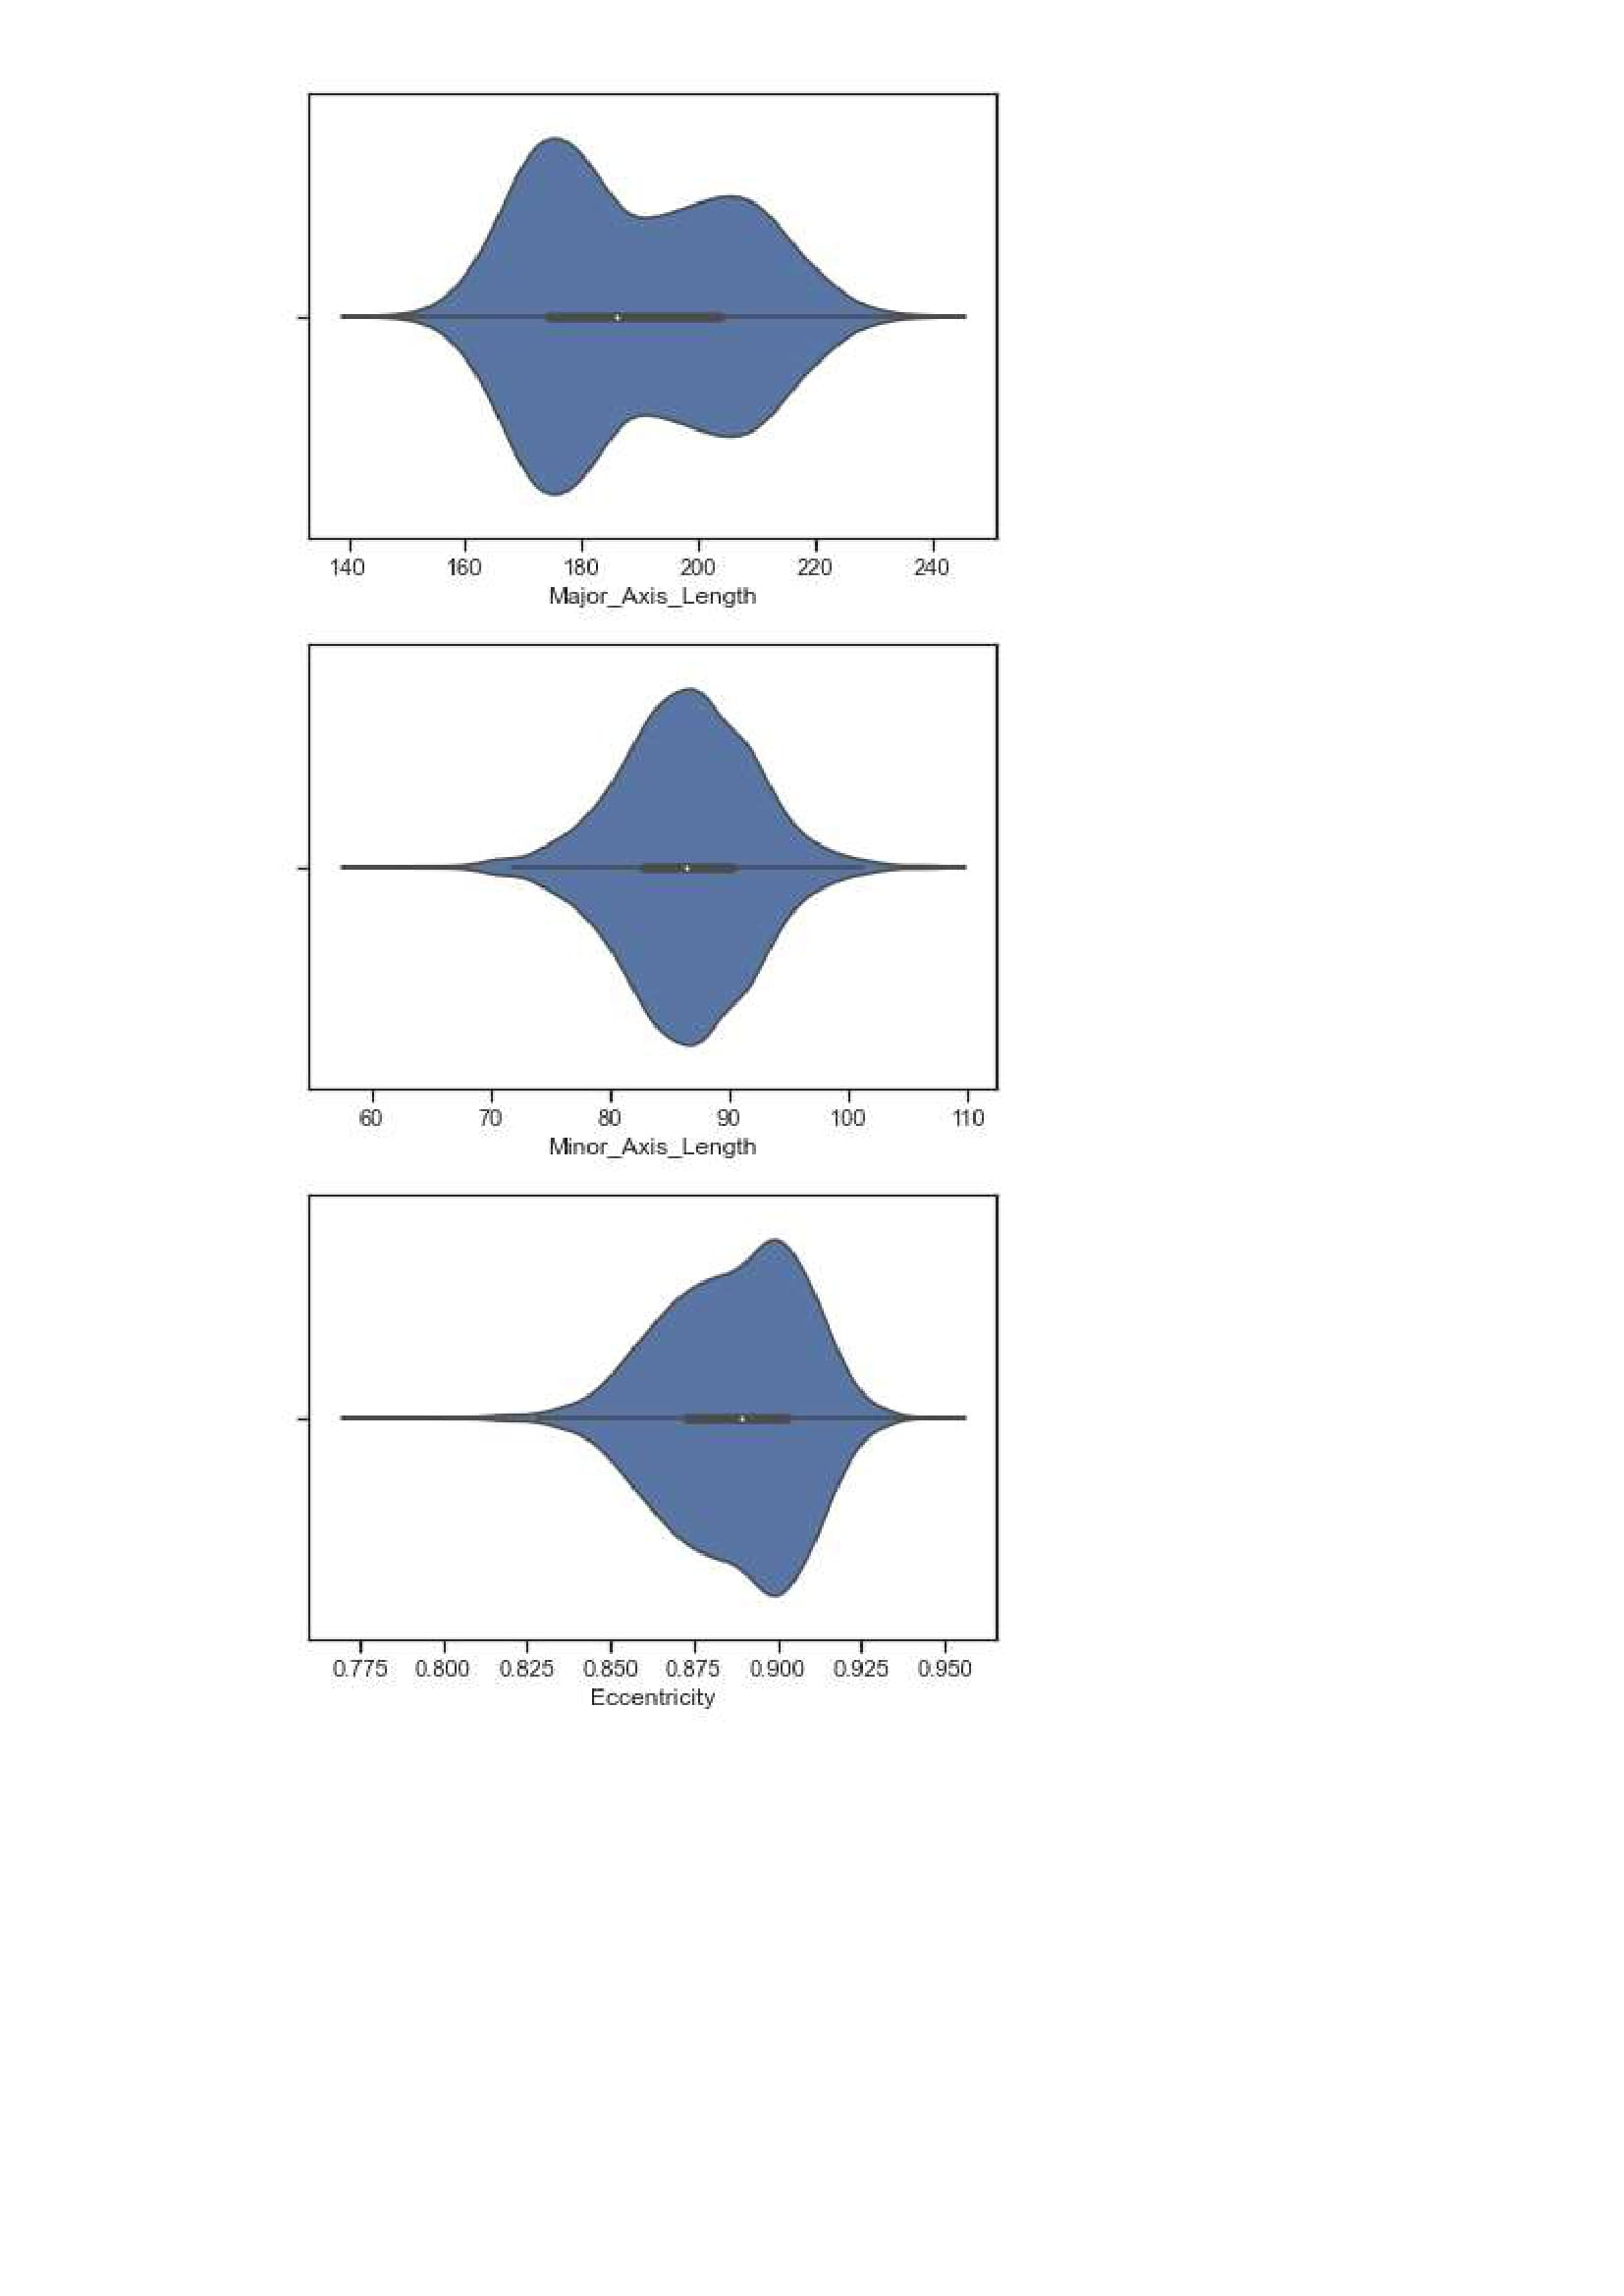 140 160 180 200 220 240
Major_Axis_Length
60 70 80 90 100 110
Minor_Axis_Length
0.775 0.800 0.825 0.850 0.875 0.900 0.925 0.950
Eccentricity